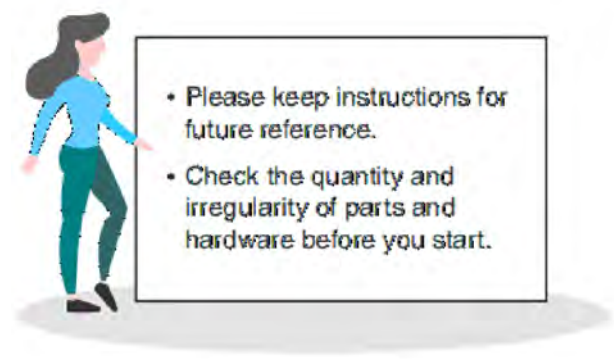 • Please keep instructions for
future reference.
• Check the quantity and
irregularity of parts and
hardware before you start.